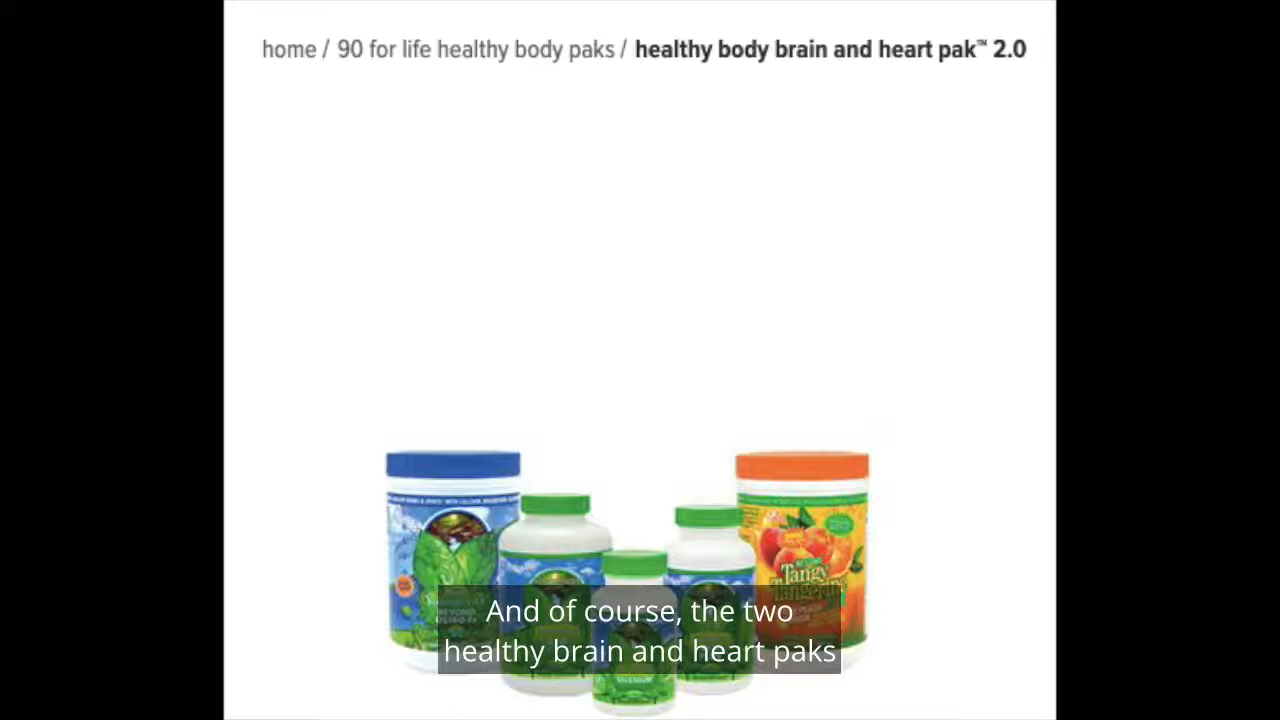 home / 90 for life healthy body paks / healthy body brain and heart pak™ 2.0
Tangy
Tangerine
And of course, the two
healthy brain and heart paks